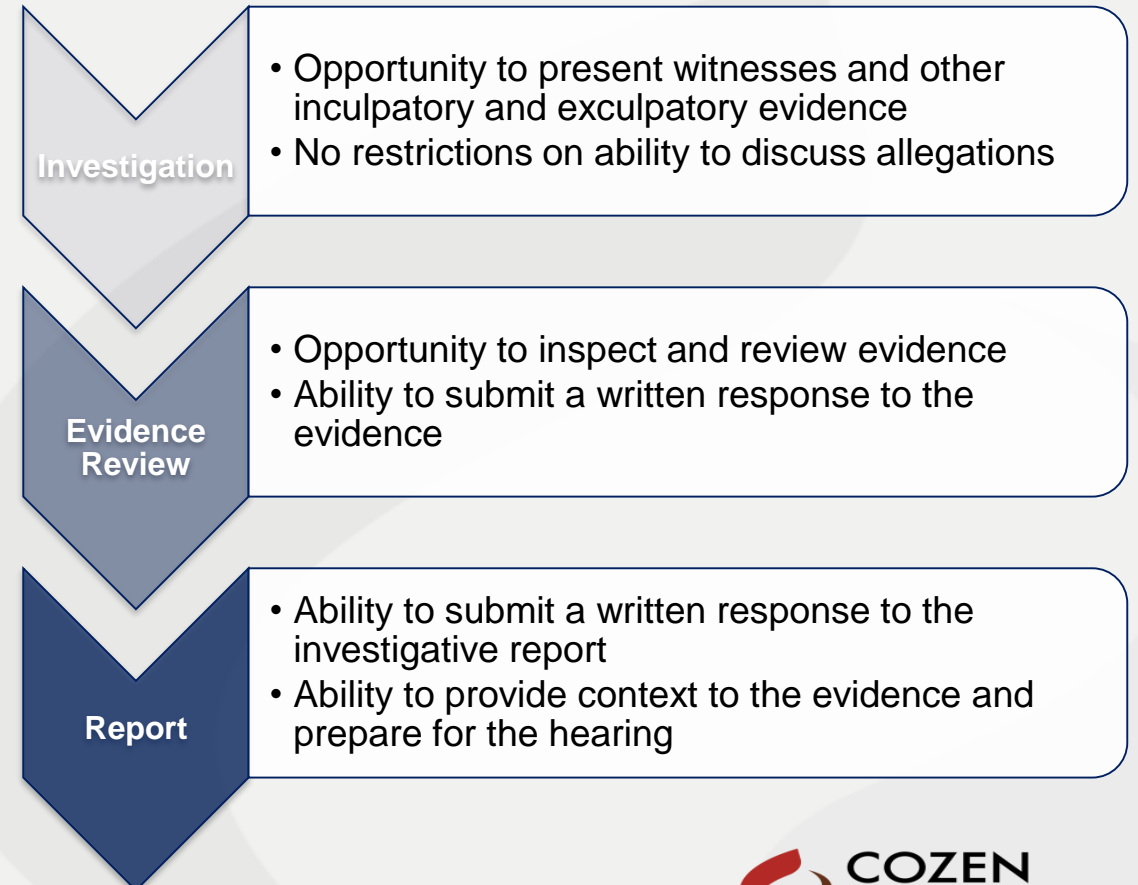 Investigation
• Opportunity to present witnesses and other
inculpatory and exculpatory evidence
• No restrictions on ability to discuss allegations
Evidence
Review
• Opportunity to inspect and review evidence
• Ability to submit a written response to the
evidence
Report
• Ability to submit a written response to the
investigative report
• Ability to provide context to the evidence and
prepare for the hearing
COZEN